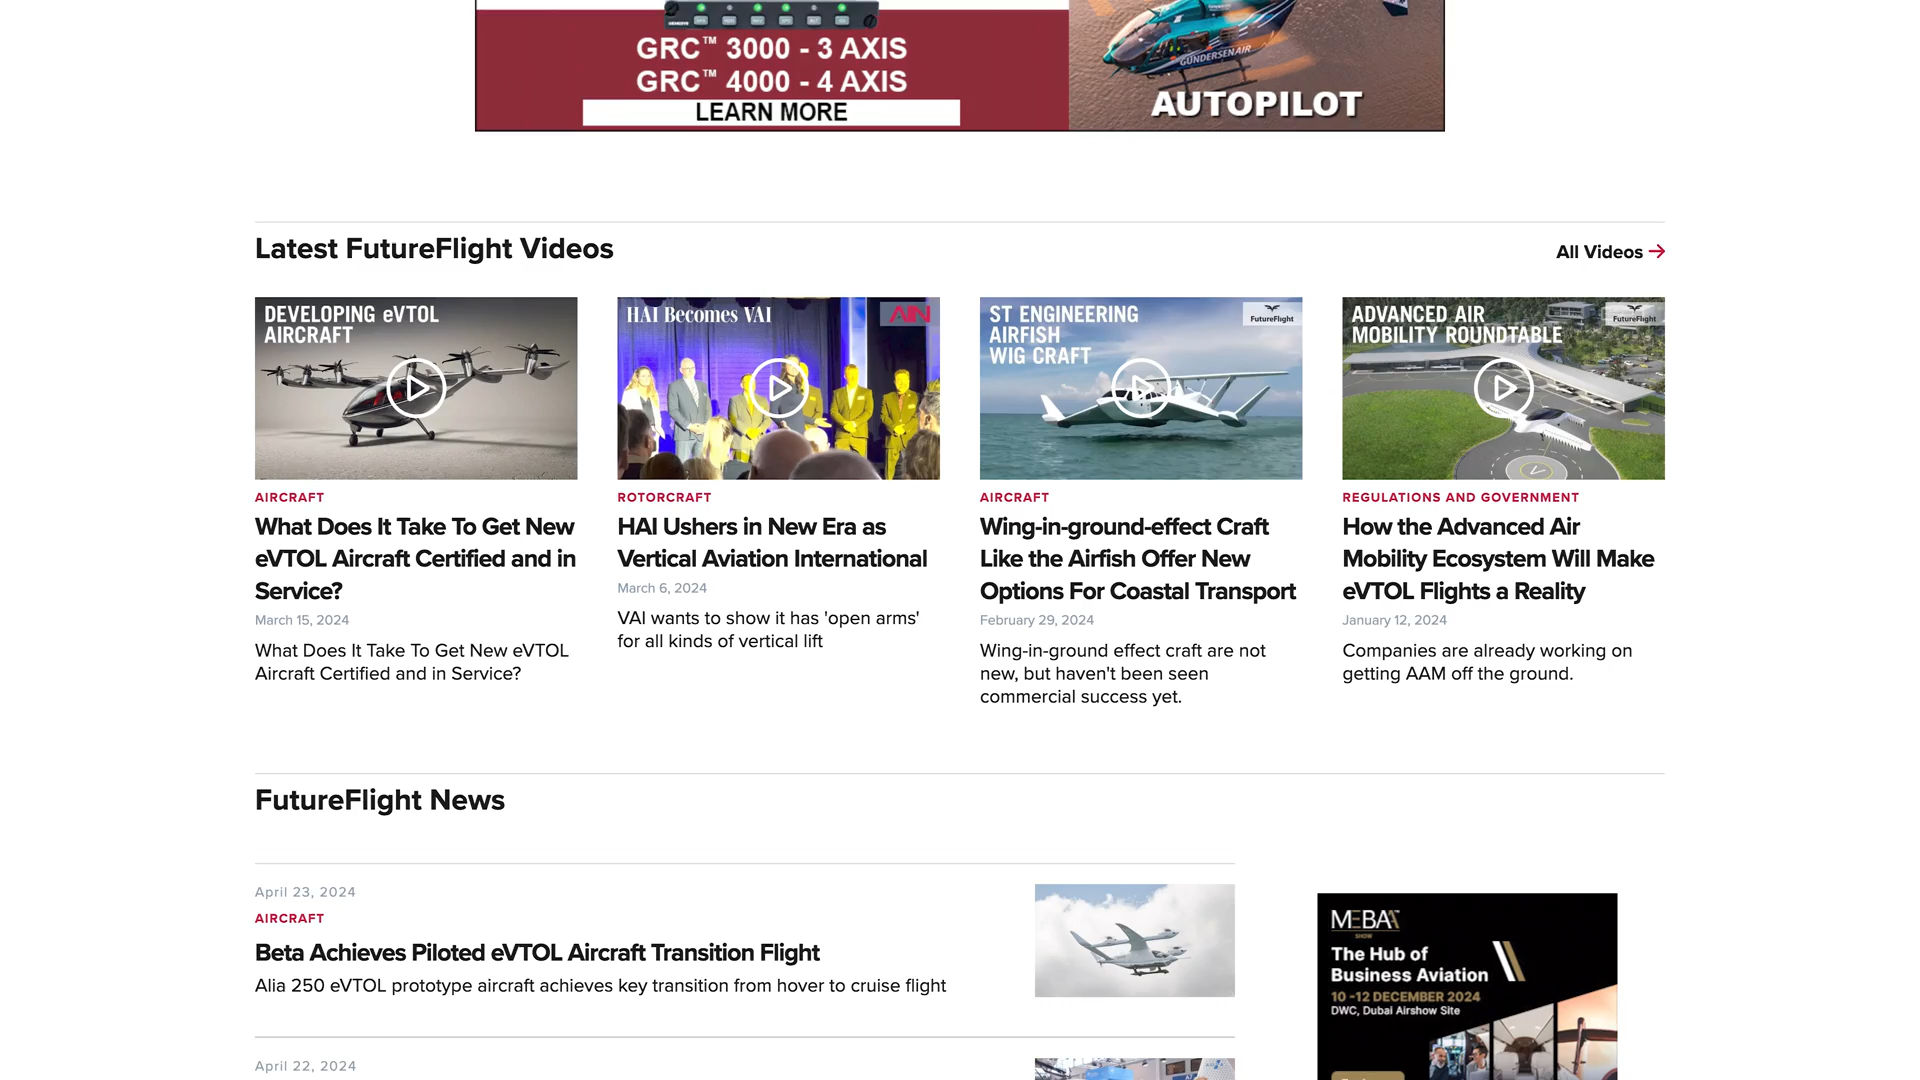 GRC™ 3000 - 3 AXIS
GRC™ 4000 - 4 AXIS
LEARN MORE
GUNDERSENAIR
AUTOPILOT
Latest FutureFlight Videos
All Videos
DEVELOPING eVTOL
AIRCRAFT
AIRCRAFT
What Does It Take To Get New
eVTOL Aircraft Certified and in
Service?
March 15, 2024
What Does It Take To Get New eVTOL
Aircraft Certified and in Service?
HAI Becomes VAI
AIN
ROTORCRAFT
HAI Ushers in New Era as
Vertical Aviation International
March 6, 2024
VAI wants to show it has 'open arms'
for all kinds of vertical lift
ST ENGINEERING
AIRFISH
WIG CRAFT
FutureFlight
AIRCRAFT
Wing-in-ground-effect Craft
Like the Airfish Offer New
Options For Coastal Transport
February 29, 2024
Wing-in-ground effect craft are not
new, but haven't been seen
commercial success yet.
ADVANCED AIR
MOBILITY ROUNDTABLE
FutureFlight
REGULATIONS AND GOVERNMENT
How the Advanced Air
Mobility Ecosystem Will Make
eVTOL Flights a Reality
January 12, 2024
Companies are already working on
getting AAM off the ground.
FutureFlight News
April 23, 2024
AIRCRAFT
Beta Achieves Piloted eVTOL Aircraft Transition Flight
Alia 250 eVTOL prototype aircraft achieves key transition from hover to cruise flight
April 22, 2024
MEBAA
SHOW
The Hub of
Business Aviation
10 -12 DECEMBER 2024
DWC, Dubai Airshow Site